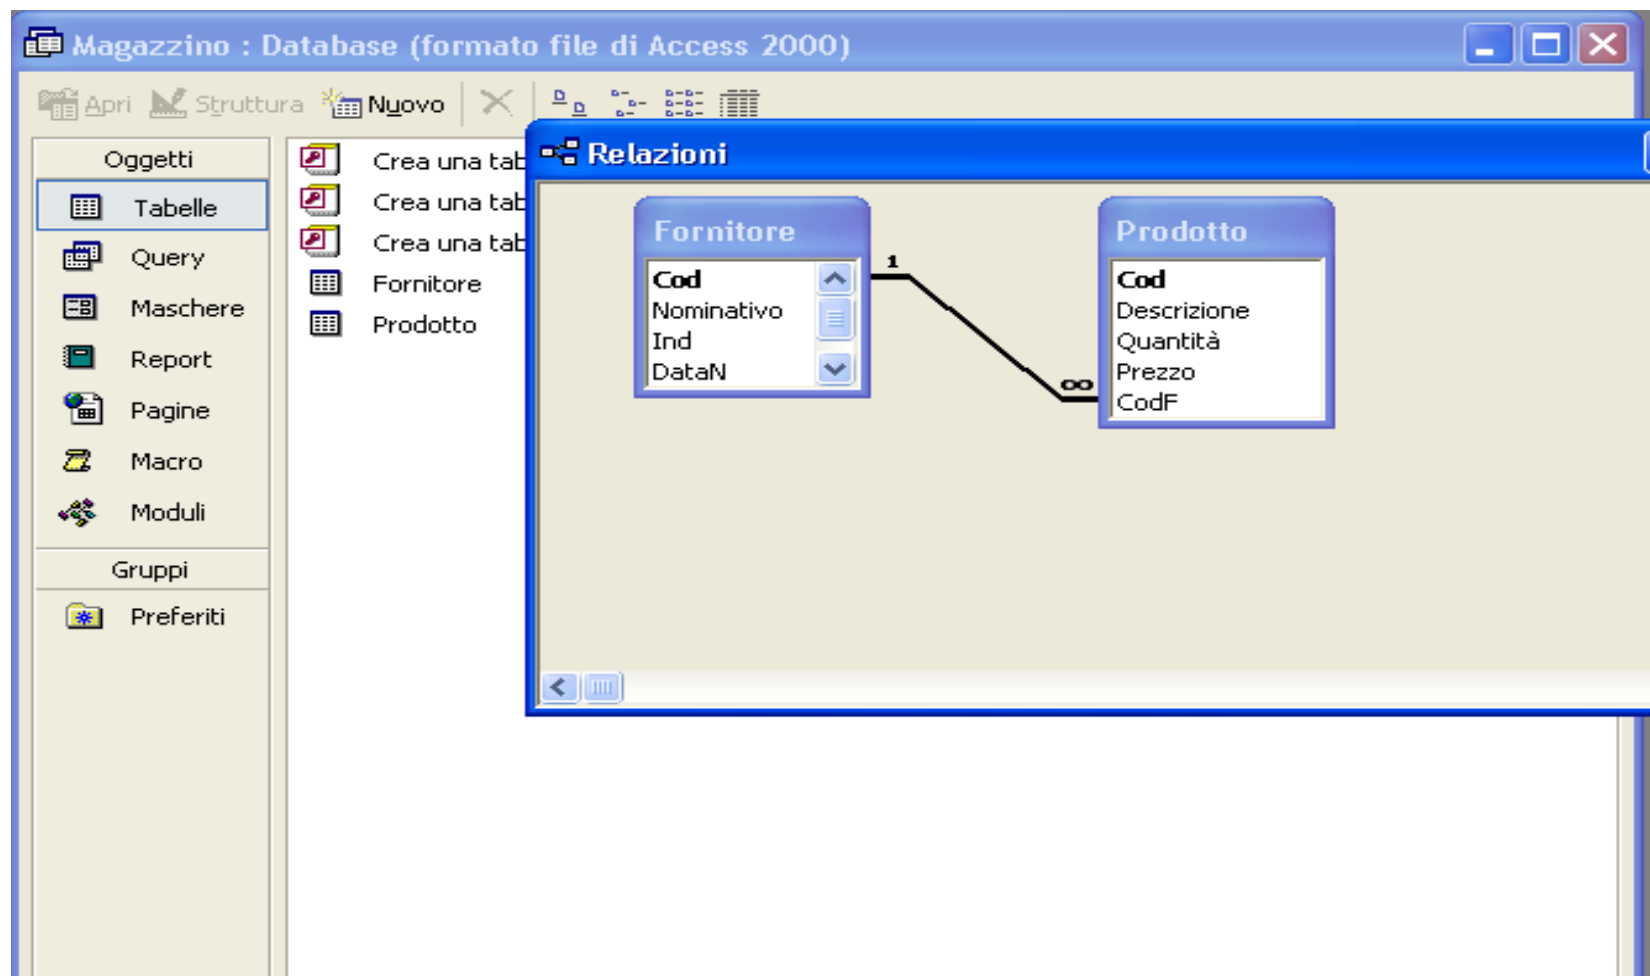 Magazzino : Database (formato file di Access 2000)
Apri Struttura Nuovo
Oggetti
Tabelle
Query
Maschere
Report
Pagine
Macro
Moduli
Gruppi
Preferiti
Crea una tab
Crea una tab
Crea una tab
Fornitore
Prodotto
Relazioni
Fornitore
Cod
Nominativo
Ind
DataN
1
∞
Prodotto
Cod
Descrizione
Quantità
Prezzo
CodF